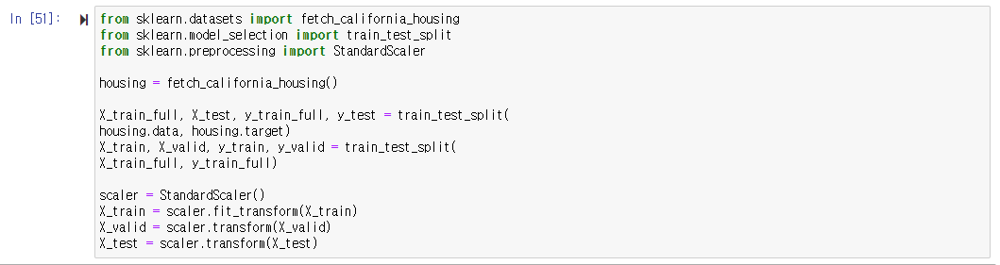 In [51]:
from sklearn.datasets import fetch_california_housing
from sklearn.model_selection import train_test_split
from sklearn.preprocessing import StandardScaler
housing = fetch_california_housing()
X_train_full, X_test, y_train_full, y_test = train_test_split(
housing.data, housing.target)
X_train, X_valid, y_train, y_valid = train_test_split(
X_train_full, y_train_full)
scaler = StandardScaler()
X_train = scaler.fit_transform(X_train)
X_valid = scaler.transform(X_valid)
X_test = scaler.transform(X_test)